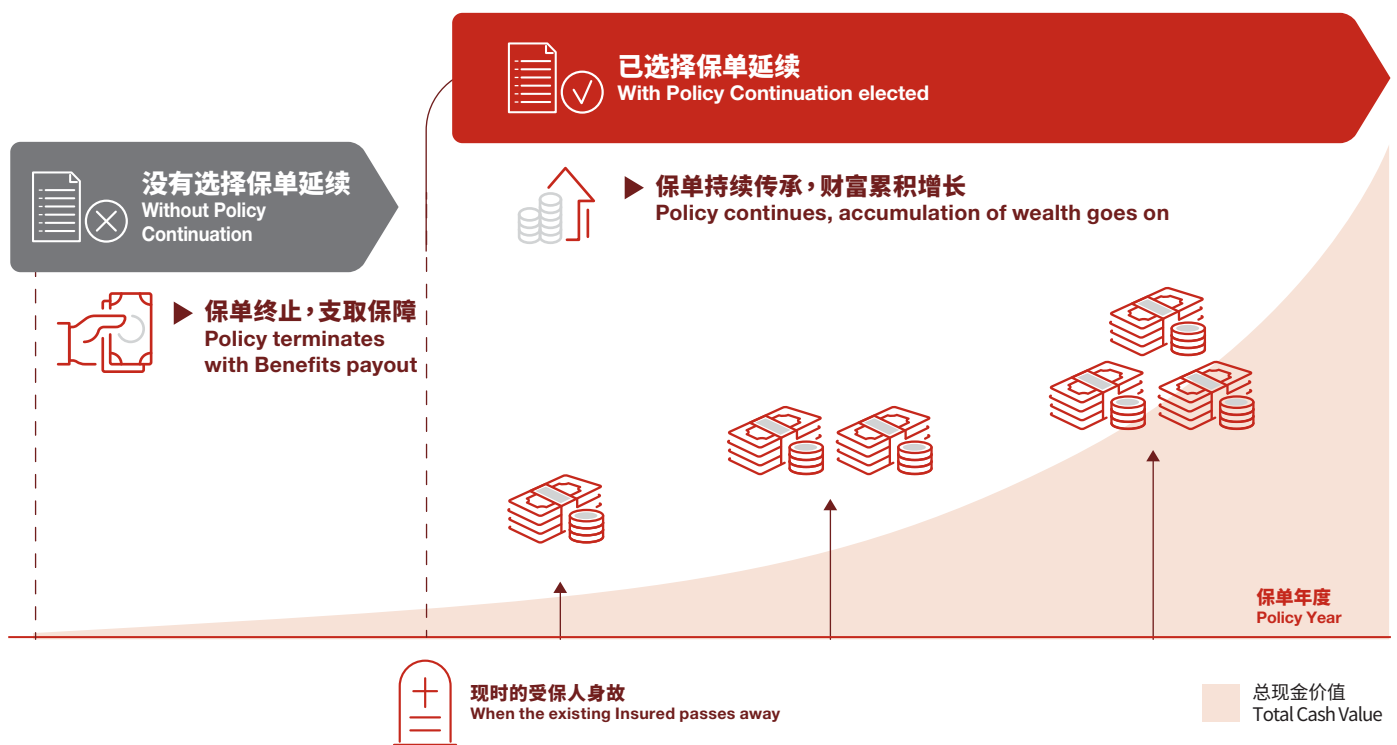 已选择保单延续
With Policy Continuation elected
没有选择保单延续
Without Policy
Continuation
保单持续传承，财富累积增长
Policy continues, accumulation of wealth goes on
保单终止，支取保障
Policy terminates
with Benefits payout
保单年度
Policy Year
现时的受保人身故
When the existing Insured passes away
总现金价值
Total Cash Value